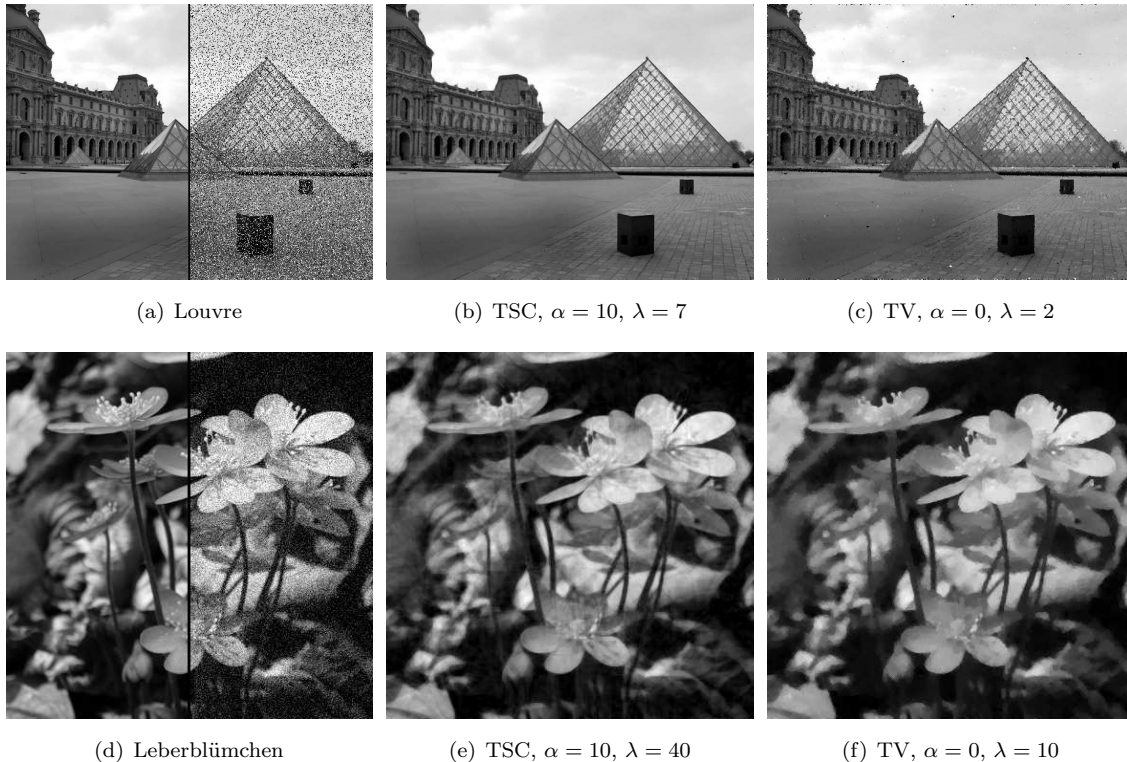 (a) Louvre
(b) TSC, α = 10, λ = 7
(c) TV, α = 0, λ = 2
(d) Leberblümchen
(e) TSC, α = 10, λ = 40
(f) TV, α = 0, λ = 10